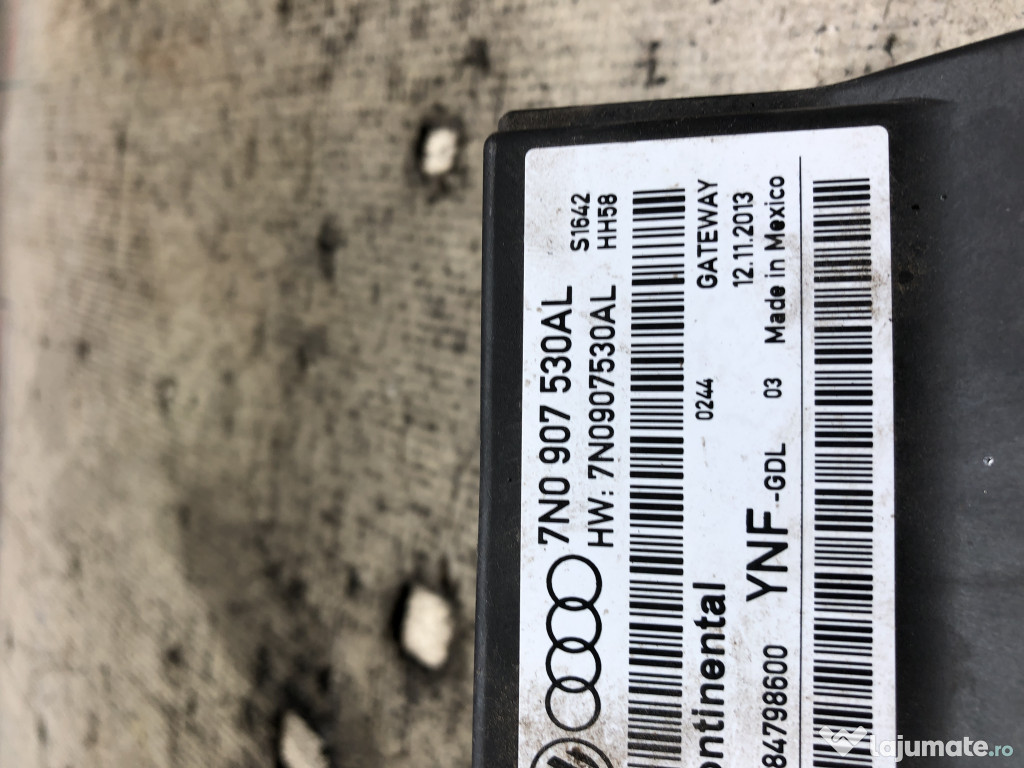 7N0 907 530AL S1642
HW: 7N0907530AL HH58
ontinental 0244 GATEWAY
YNF 12.11.2013
84798600 -GDL 03 Made in Mexico
lajumate.ro